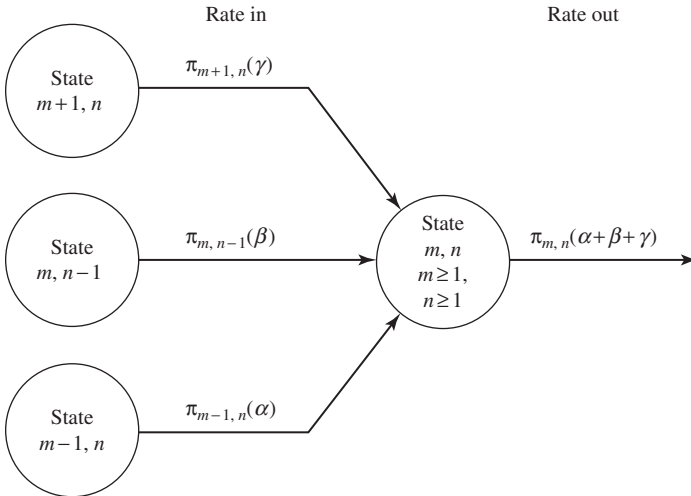 Rate in
Rate out
State
m+1, n
π_{m+1, n}(γ)
State
m, n−1
π_{m, n−1}(β)
State
m, n
m≥1,
n≥1
π_{m, n}(α+β+γ)
State
m−1, n
π_{m−1, n}(α)